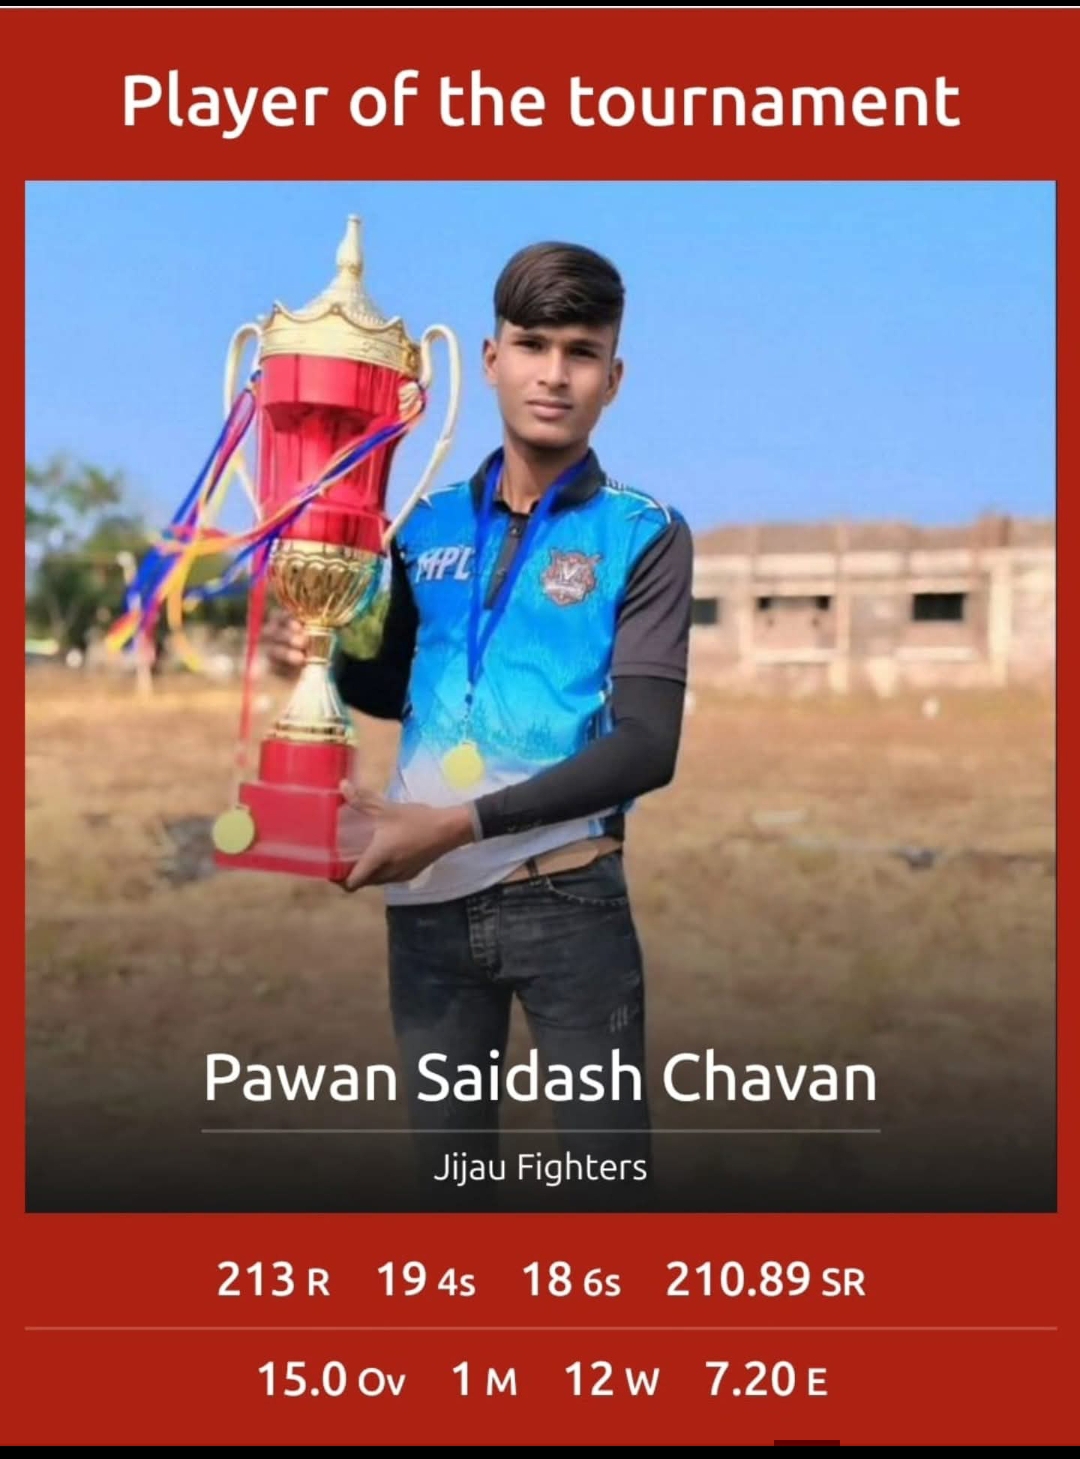 Player of the tournament
MPL
Pawan Saidash Chavan
Jijau Fighters
213 R 19 4s 18 6s 210.89 SR
15.0 Ov 1 M 12 W 7.20 E